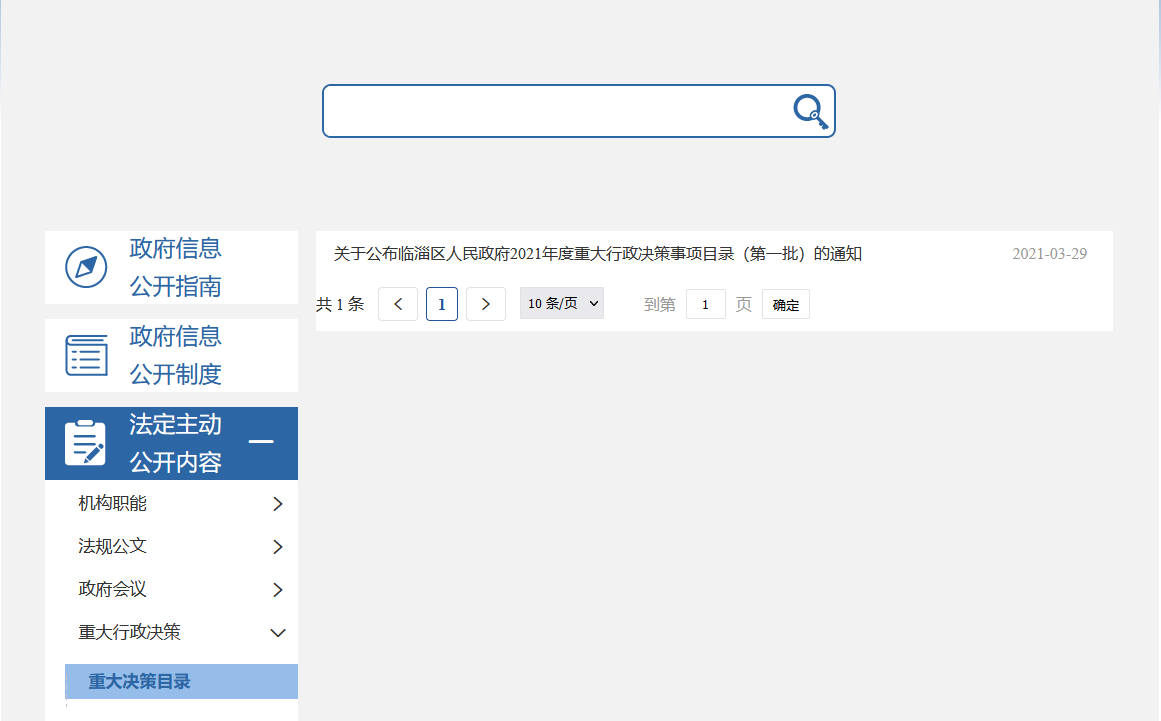 政府信息
公开指南
政府信息
公开制度
法定主动
公开内容
机构职能
法规公文
政府会议
重大行政决策
重大决策目录
关于公布临淄区人民政府2021年度重大行政决策事项目录（第一批）的通知 2021-03-29
共 1 条 1 10 条/页 到第 1 页 确定